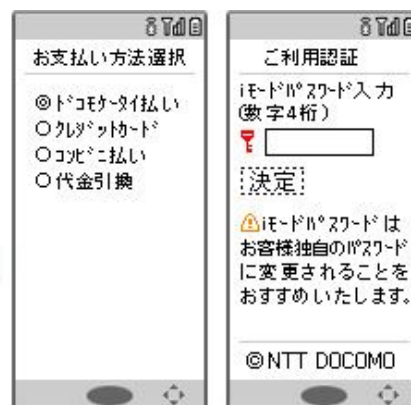 お支払い方法選択
◎ﾄﾞｺﾓｹｰﾀｲ払い
○ｸﾚｼﾞｯﾄｶｰﾄﾞ
○ｺﾝﾋﾞﾆ払い
○代金引換
ご利用認証
iﾓｰﾄﾞﾊﾟｽﾜｰﾄﾞ入力
(数字4桁)
決定
iﾓｰﾄﾞﾊﾟｽﾜｰﾄﾞは
お客様独自のﾊﾟｽﾜｰﾄﾞ
に変更されることを
おすすめいたします。
©NTT DOCOMO